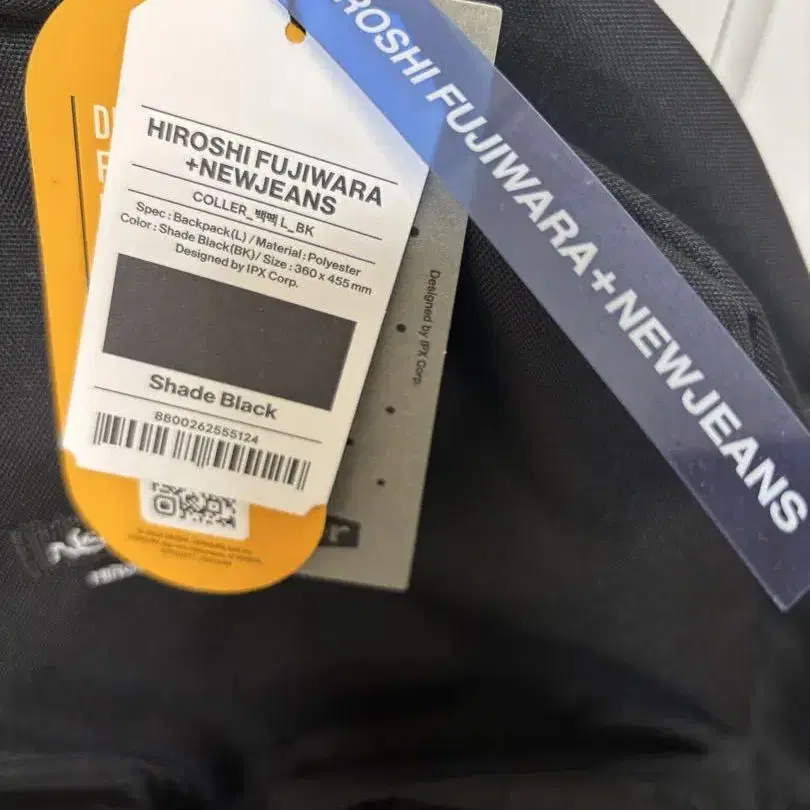 HIROSHI FUJIWARA
+NEWJEANS
COLLER_백팩 L_BK
Spec : Backpack(L) / Material : Polyester
Color : Shade Black(BK) / Size : 360 x 455 mm
Designed by IPX Corp.
Shade Black
8800262555124
Designed by IPX Corp.
ROSHI FUJIWARA+NEWJEANS